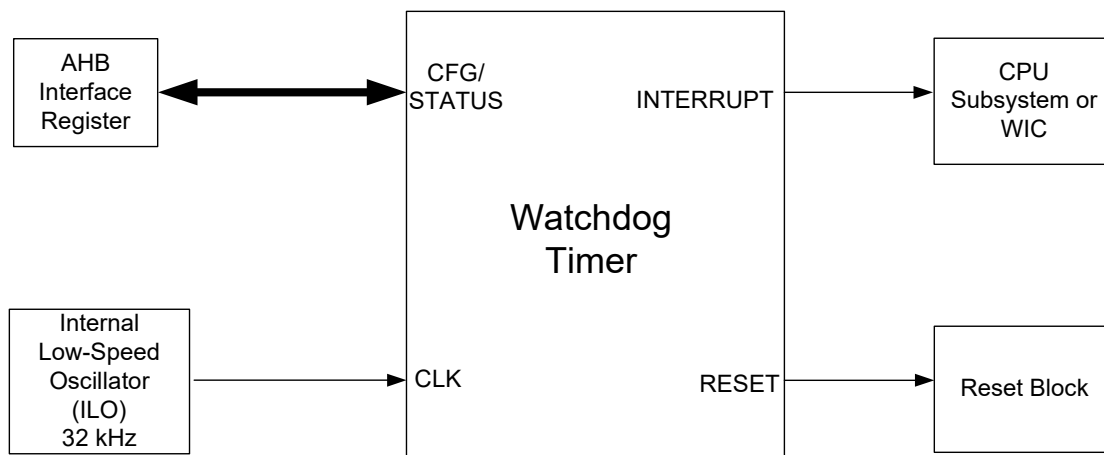 AHB
Interface
Register
CFG/
STATUS
INTERRUPT
CPU
Subsystem or
WIC
Watchdog
Timer
Internal
Low-Speed
Oscillator
(ILO)
32 kHz
CLK
RESET
Reset Block